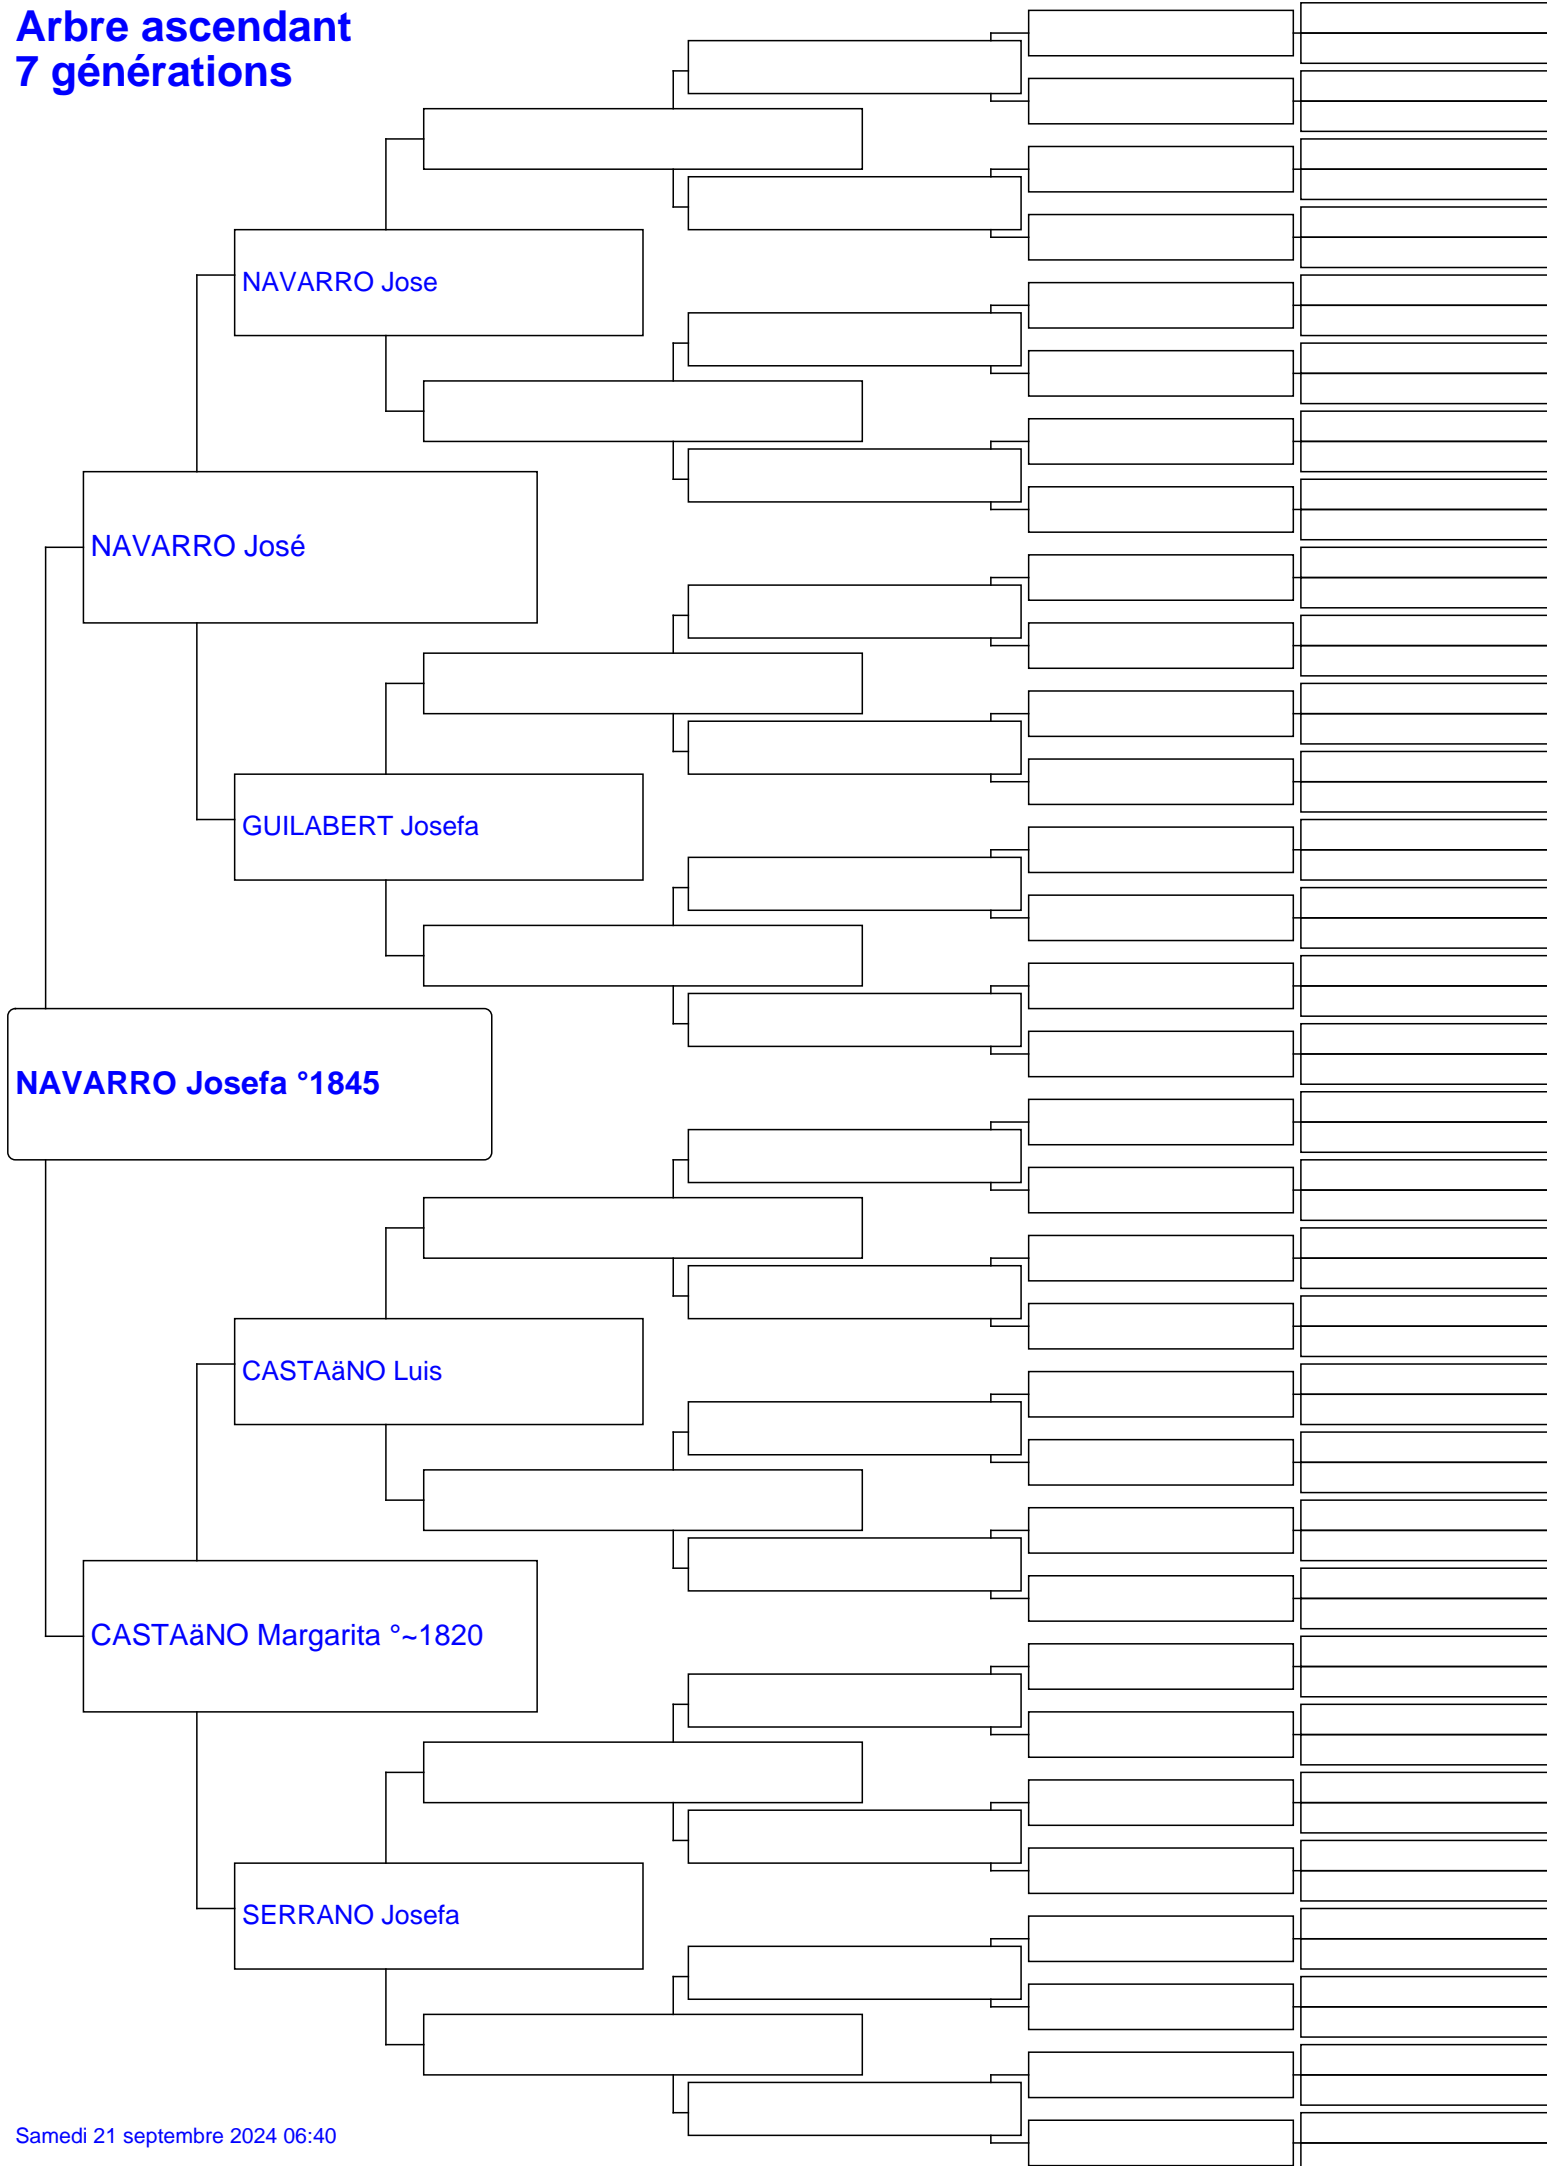 Arbre ascendant
7 générations
NAVARRO Jose
NAVARRO José
GUILABERT Josefa
NAVARRO Josefa °1845
CASTAäNO Luis
CASTAäNO Margarita °~1820
SERRANO Josefa
Samedi 21 septembre 2024 06:40